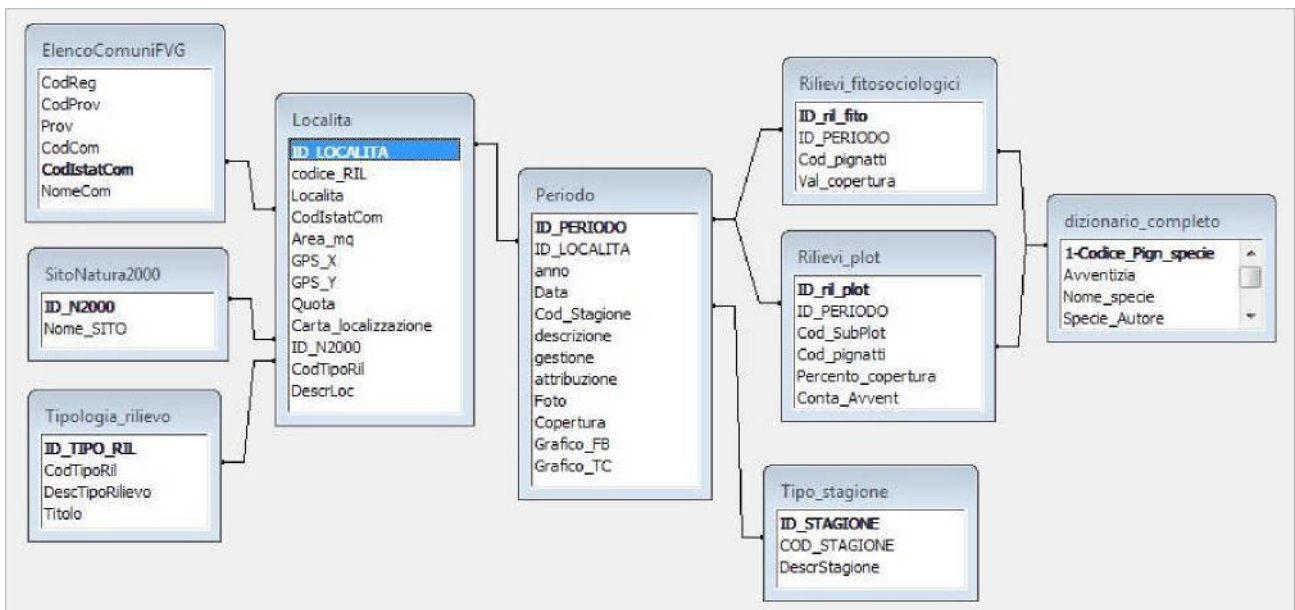 ElencoComuniFVG
CodReg
CodProv
Prov
CodCom
CodIstatCom
NomeCom
SitoNatura2000
ID_N2000
Nome_SITO
Tipologia_rilievo
ID_TIPO_RIL
CodTipoRil
DescTipoRilievo
Titolo
Localita
ID_LOCALITA
codice_RIL
Localita
CodIstatCom
Area_mq
GPS_X
GPS_Y
Quota
Carta_localizzazione
ID_N2000
CodTipoRil
DescrLoc
Periodo
ID_PERIODO
ID_LOCALITA
anno
Data
Cod_Stagione
descrizione
gestione
attribuzione
Foto
Copertura
Grafico_FB
Grafico_TC
Rilievi_fitosociologici
ID_ril_fito
ID_PERIODO
Cod_pignatti
Val_copertura
Rilievi_plot
ID_ril_plot
ID_PERIODO
Cod_SubPlot
Cod_pignatti
Percento_copertura
Conta_Avvent
Tipo_stagione
ID_STAGIONE
COD_STAGIONE
DescrStagione
dizionario_completo
1-Codice_Pign_specie
Avventizia
Nome_specie
Specie_Autore